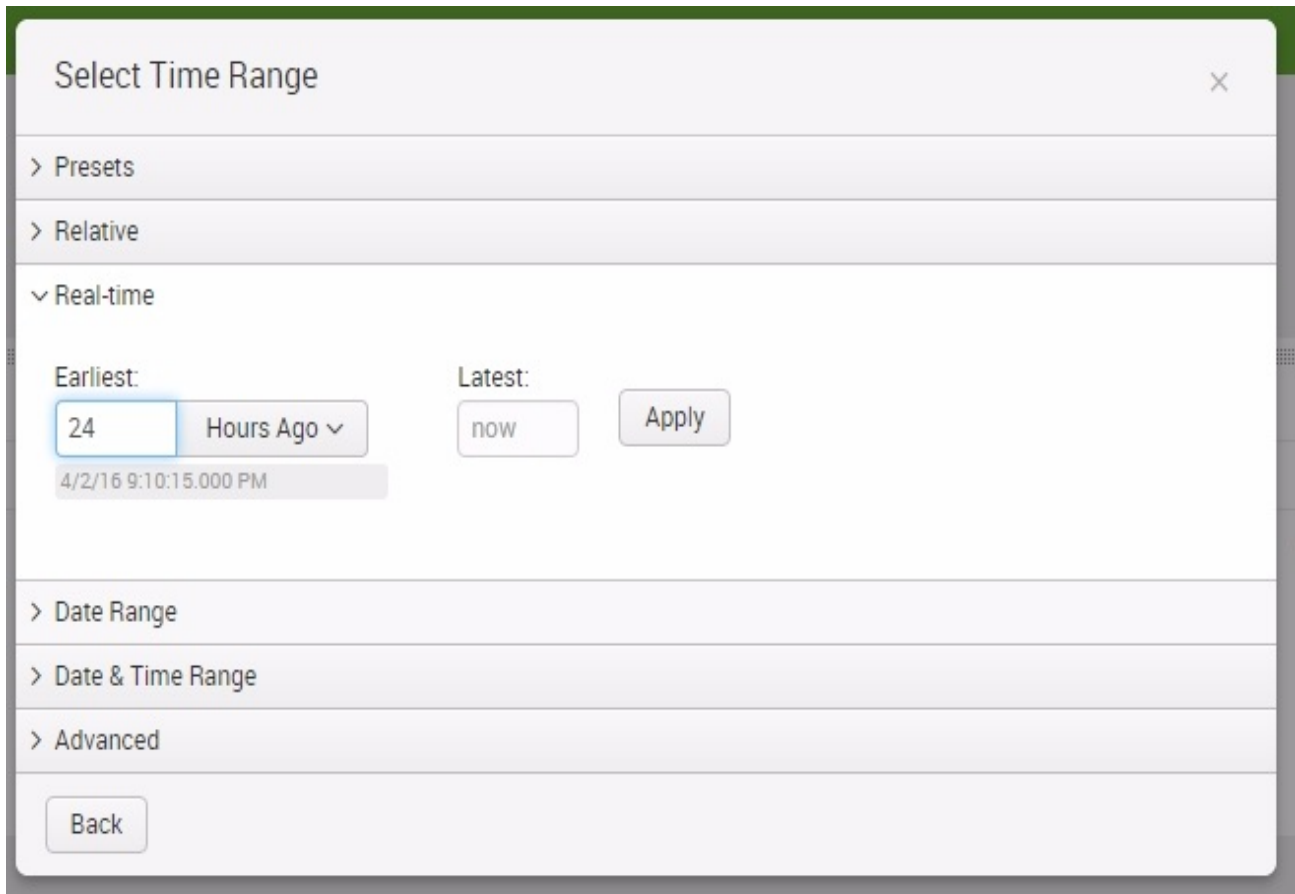 Select Time Range
Presets
Relative
Real-time
Earliest: Latest:
24 Hours Ago now Apply
4/2/16 9:10:15.000 PM
Date Range
Date & Time Range
Advanced
Back